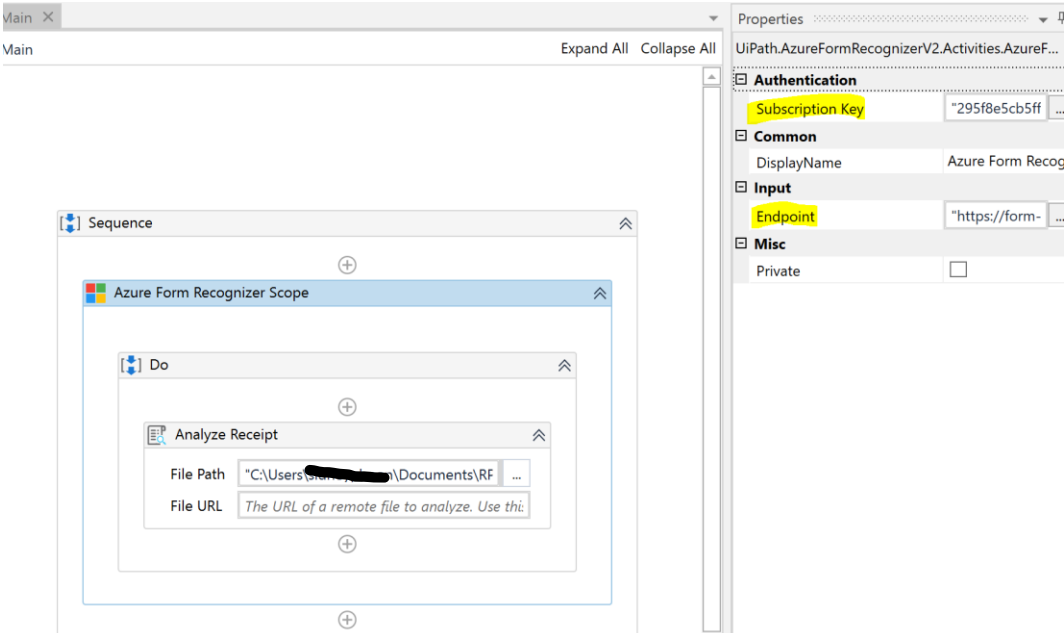 Main ×
Main
Expand All Collapse All
Sequence
Azure Form Recognizer Scope
Do
Analyze Receipt
File Path "C:\Users\ \Documents\RF ...
File URL The URL of a remote file to analyze. Use this
Properties
UiPath.AzureFormRecognizerV2.Activities.AzureF...
Authentication
Subscription Key "295f8e5cb5ff ...
Common
DisplayName Azure Form Recog
Input
Endpoint "https://form- ...
Misc
Private